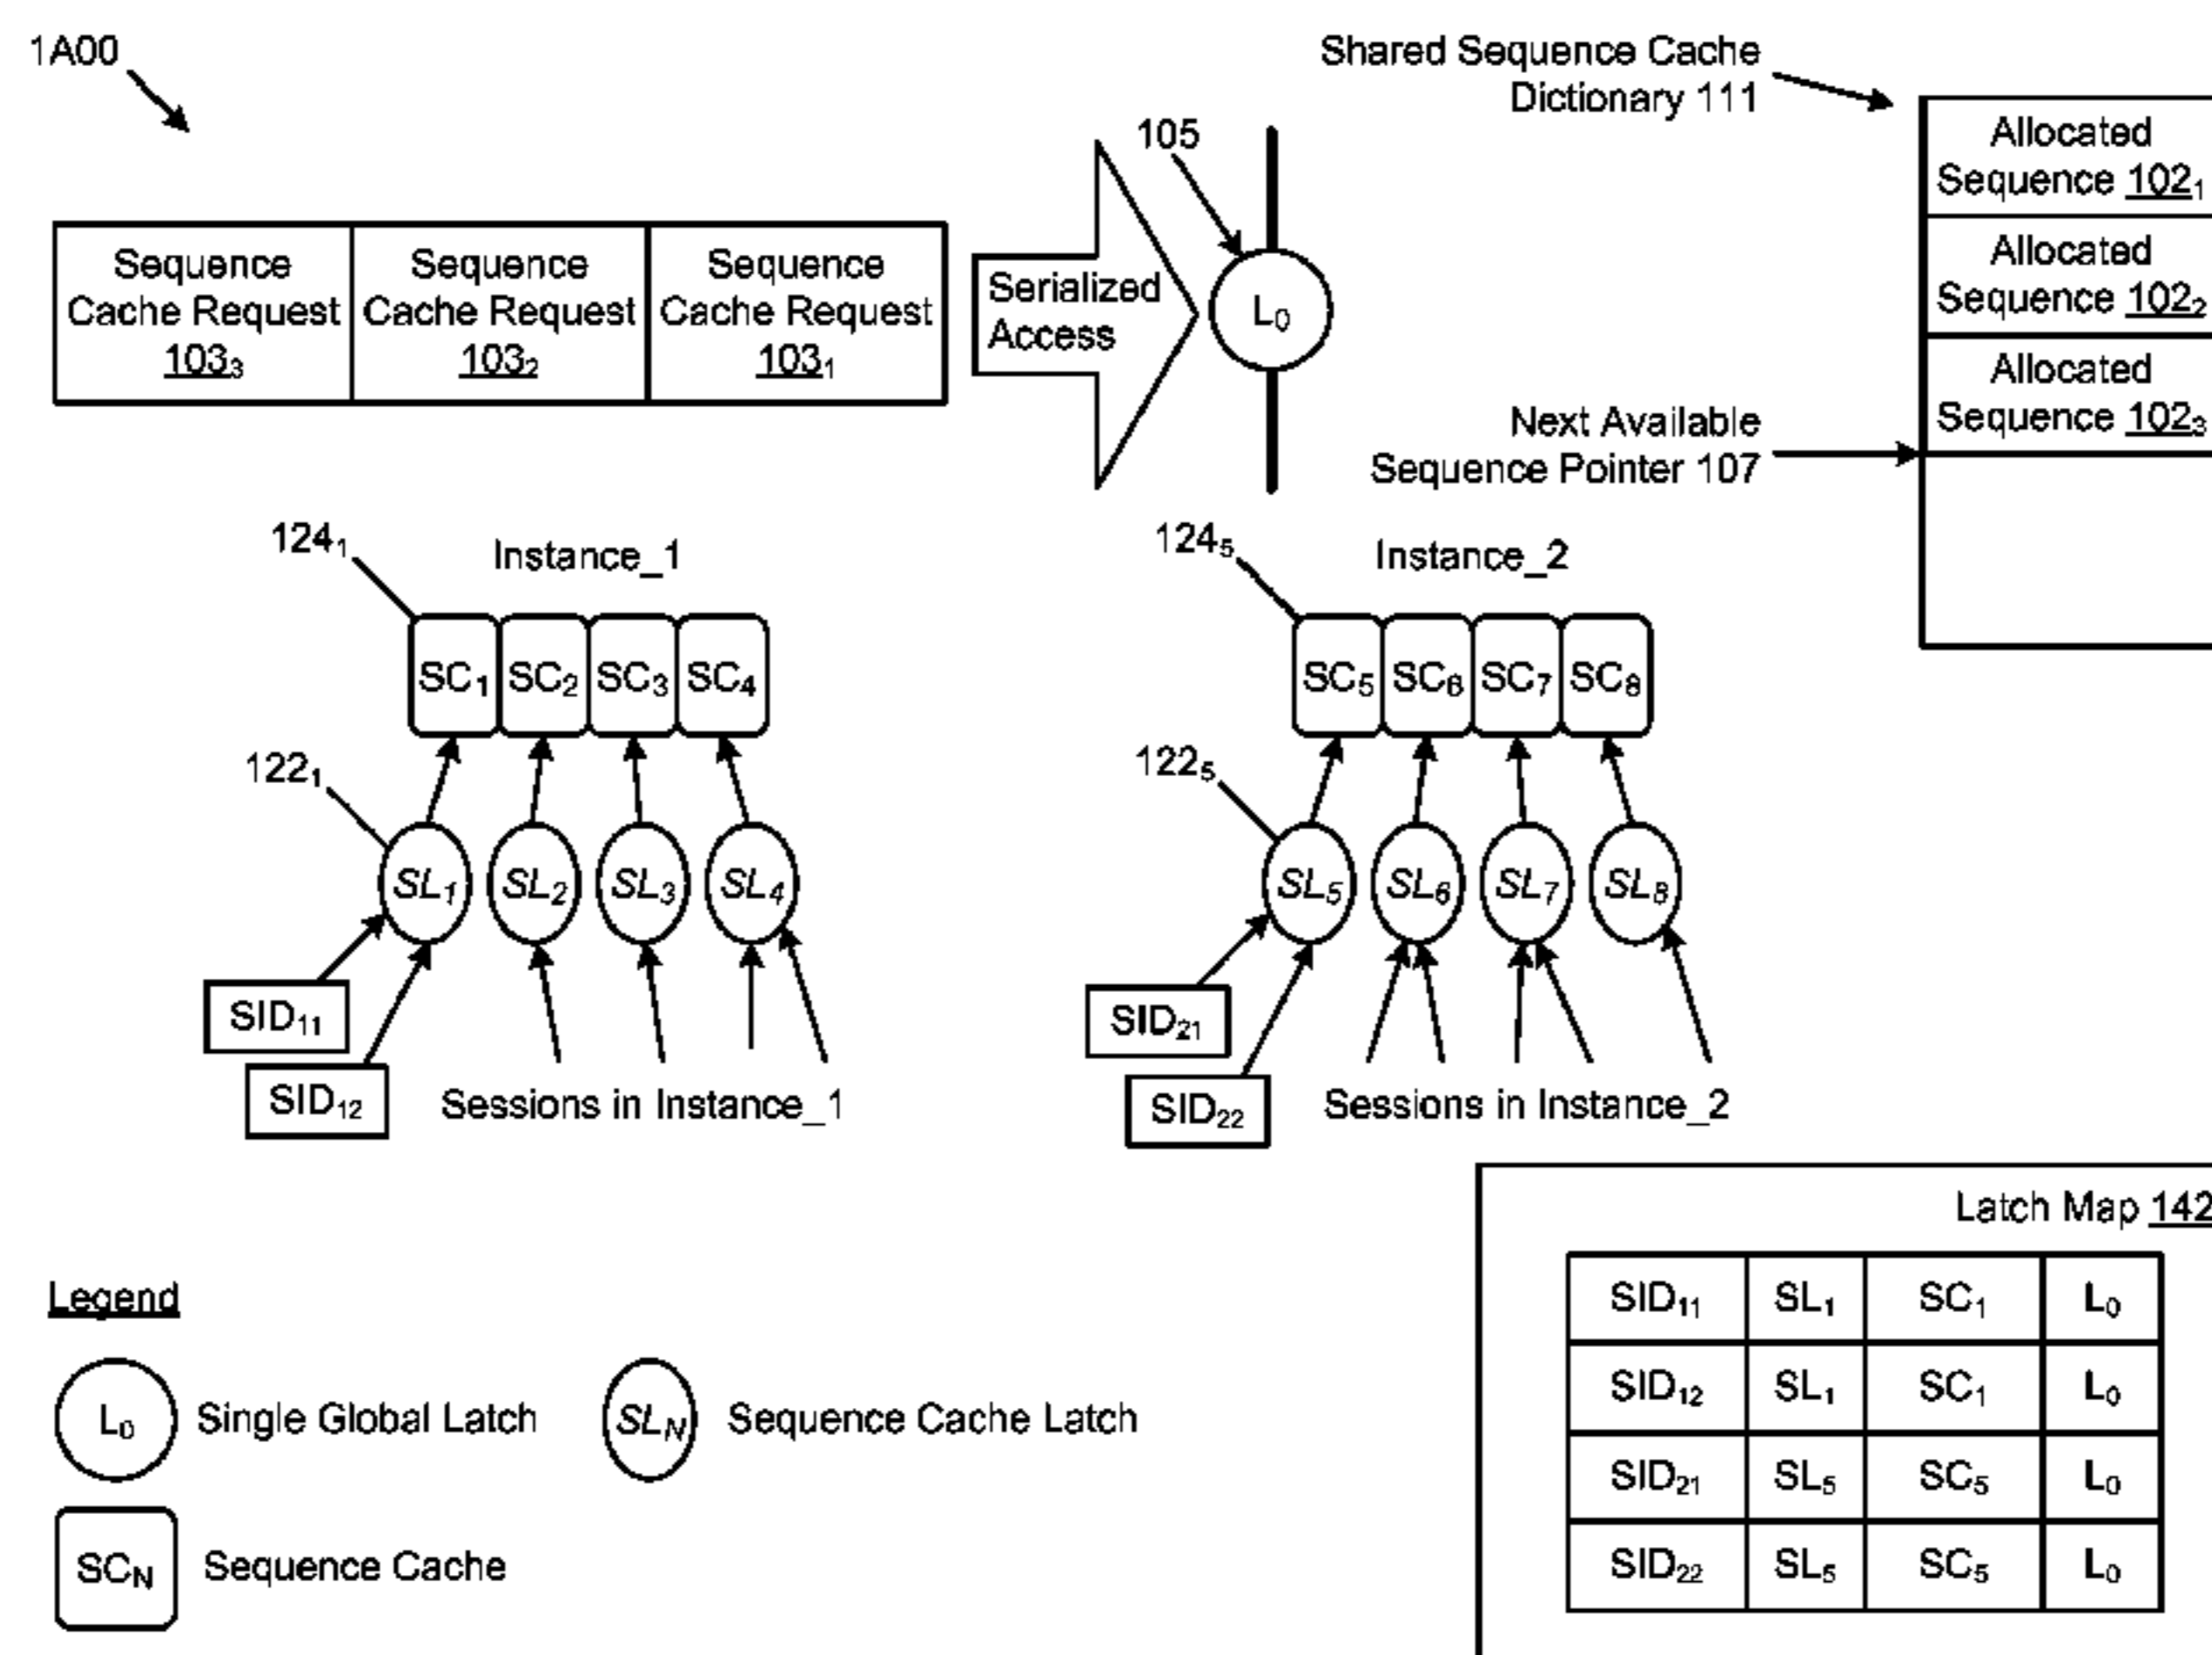 1A00
Shared Sequence Cache
Dictionary 111
105
Sequence
Cache Request
103₃
Sequence
Cache Request
103₂
Sequence
Cache Request
103₁
Serialized
Access
L₀
Allocated
Sequence 102₁
Allocated
Sequence 102₂
Allocated
Sequence 102₃
Next Available
Sequence Pointer 107
124₁
Instance_1
SC₁ SC₂ SC₃ SC₄
122₁
SL₁ SL₂ SL₃ SL₄
SID₁₁
SID₁₂
Sessions in Instance_1
124₅
Instance_2
SC₅ SC₆ SC₇ SC₈
122₅
SL₅ SL₆ SL₇ SL₈
SID₂₁
SID₂₂
Sessions in Instance_2
Latch Map 142
SID₁₁ SL₁ SC₁ L₀
SID₁₂ SL₁ SC₁ L₀
SID₂₁ SL₅ SC₅ L₀
SID₂₂ SL₅ SC₅ L₀
Legend
L₀ Single Global Latch
SL_N Sequence Cache Latch
SC_N Sequence Cache